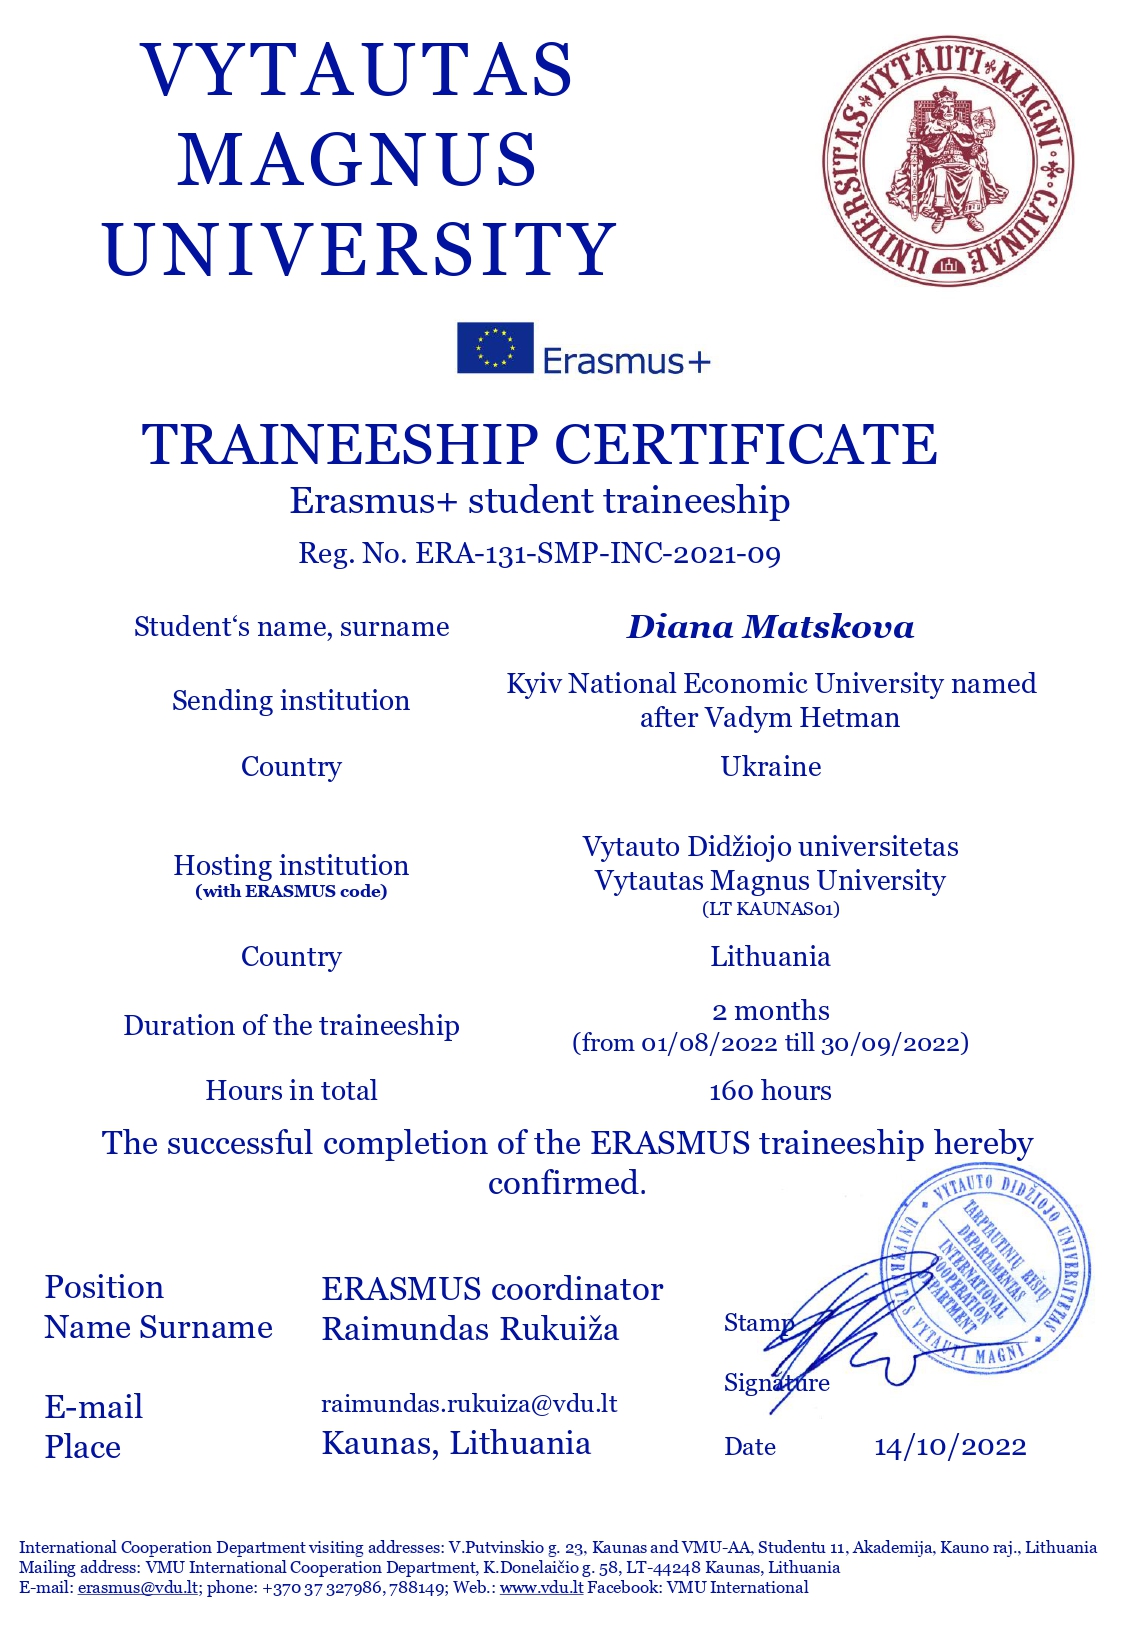 VYTAUTAS
MAGNUS
UNIVERSITY
UNIVERSITAS VYTAUTI MAGNI CAUNAE
Erasmus+
TRAINEESHIP CERTIFICATE
Erasmus+ student traineeship
Reg. No. ERA-131-SMP-INC-2021-09
Student‘s name, surname
Diana Matskova
Sending institution
Kyiv National Economic University named
after Vadym Hetman
Country
Ukraine
Hosting institution
(with ERASMUS code)
Vytauto Didžiojo universitetas
Vytautas Magnus University
(LT KAUNAS01)
Country
Lithuania
Duration of the traineeship
2 months
(from 01/08/2022 till 30/09/2022)
Hours in total
160 hours
The successful completion of the ERASMUS traineeship hereby
confirmed.
VYTAUTO DIDŽIOJO UNIVERSITETAS
UNIVERSITAS VYTAUTI MAGNI
TARPTAUTINIŲ RYŠIŲ
DEPARTAMENTAS
INTERNATIONAL
COOPERATION
DEPARTMENT
Position
ERASMUS coordinator
Name Surname
Raimundas Rukuiža
Stamp
Signature
E-mail
raimundas.rukuiza@vdu.lt
Place
Kaunas, Lithuania
Date
14/10/2022
International Cooperation Department visiting addresses: V.Putvinskio g. 23, Kaunas and VMU-AA, Studentu 11, Akademija, Kauno raj., Lithuania
Mailing address: VMU International Cooperation Department, K.Donelaičio g. 58, LT-44248 Kaunas, Lithuania
E-mail: erasmus@vdu.lt; phone: +370 37 327986, 788149; Web.: www.vdu.lt Facebook: VMU International